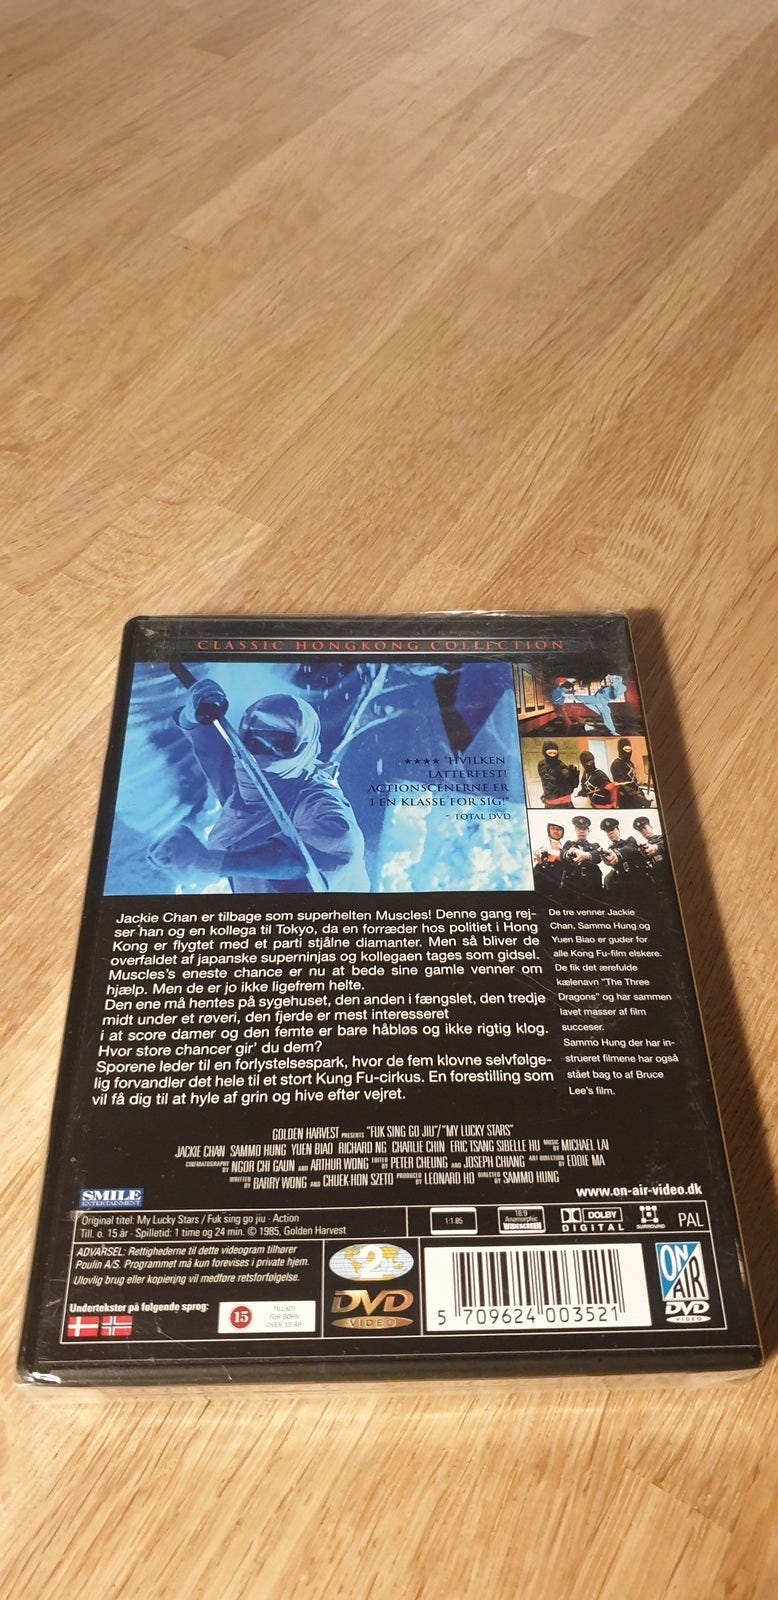 CLASSIC HONGKONG COLLECTION
★★★★ "HVILKEN
LATTERFEST!
ACTIONSCENERNE ER
I EN KLASSE FOR SIG!"
- TOTAL DVD
Jackie Chan er tilbage som superhelten Muscles! Denne gang rej-
ser han og en kollega til Tokyo, da en forræder hos politiet i Hong
Kong er flygtet med et parti stjålne diamanter. Men så bliver de
overfaldet af japanske superninjas og kollegaen tages som gidsel.
Muscles's eneste chance er nu at bede sine gamle venner om
hjælp. Men de er jo ikke ligefrem helte.
Den ene må hentes på sygehuset, den anden i fængslet, den tredje
midt under et røveri, den fjerde er mest interesseret
i at score damer og den femte er bare håbløs og ikke rigtig klog.
Hvor store chancer gir' du dem?
Sporene leder til en forlystelsespark, hvor de fem klovne selvfølge-
lig forvandler det hele til et stort Kung Fu-cirkus. En forestilling som
vil få dig til at hyle af grin og hive efter vejret.
De tre venner Jackie
Chan, Sammo Hung og
Yuen Biao er guder for
alle Kong Fu-film elskere.
De fik det ærefulde
kælenavn "The Three
Dragons" og har sammen
lavet masser af film
succeser.
Sammo Hung der har in-
strueret filmene har også
stået bag to af Bruce
Lee's film.
GOLDEN HARVEST PRESENTS "FUK SING GO JIU"/"MY LUCKY STARS"
JACKIE CHAN SAMMO HUNG YUEN BIAO RICHARD NG CHARLIE CHIN ERIC TSANG SIBELLE HU MUSIC BY MICHAEL LAI
CINEMATOGRAPHY BY NGOR CHI GAUN AND ARTHUR WONG EDITED BY PETER CHEUNG AND JOSEPH CHIANG ART DIRECTION BY EDDIE MA
WRITTEN BY BARRY WONG AND CHUEK HON SZETO PRODUCED BY LEONARD HO DIRECTED BY SAMMO HUNG
SMILE
ENTERTAINMENT
www.on-air-video.dk
Original titel: My Lucky Stars / Fuk sing go jiu · Action
Till. o. 15 år · Spilletid: 1 time og 24 min. © 1985, Golden Harvest
1:1.85
16:9
Anamorphic
WIDESCREEN
DOLBY
DIGITAL
SURROUND
PAL
ADVARSEL: Rettighederne til dette videogram tilhører
Poulin A/S. Programmet må kun forevises i private hjem.
Ulovlig brug eller kopiering vil medføre retsforfølgelse.
Undertekster på følgende sprog:
15
TILLADT
FOR BØRN
OVER 15 ÅR
2
DVD
VIDEO
5 709624 003521
ON
AIR
DVD
VIDEO